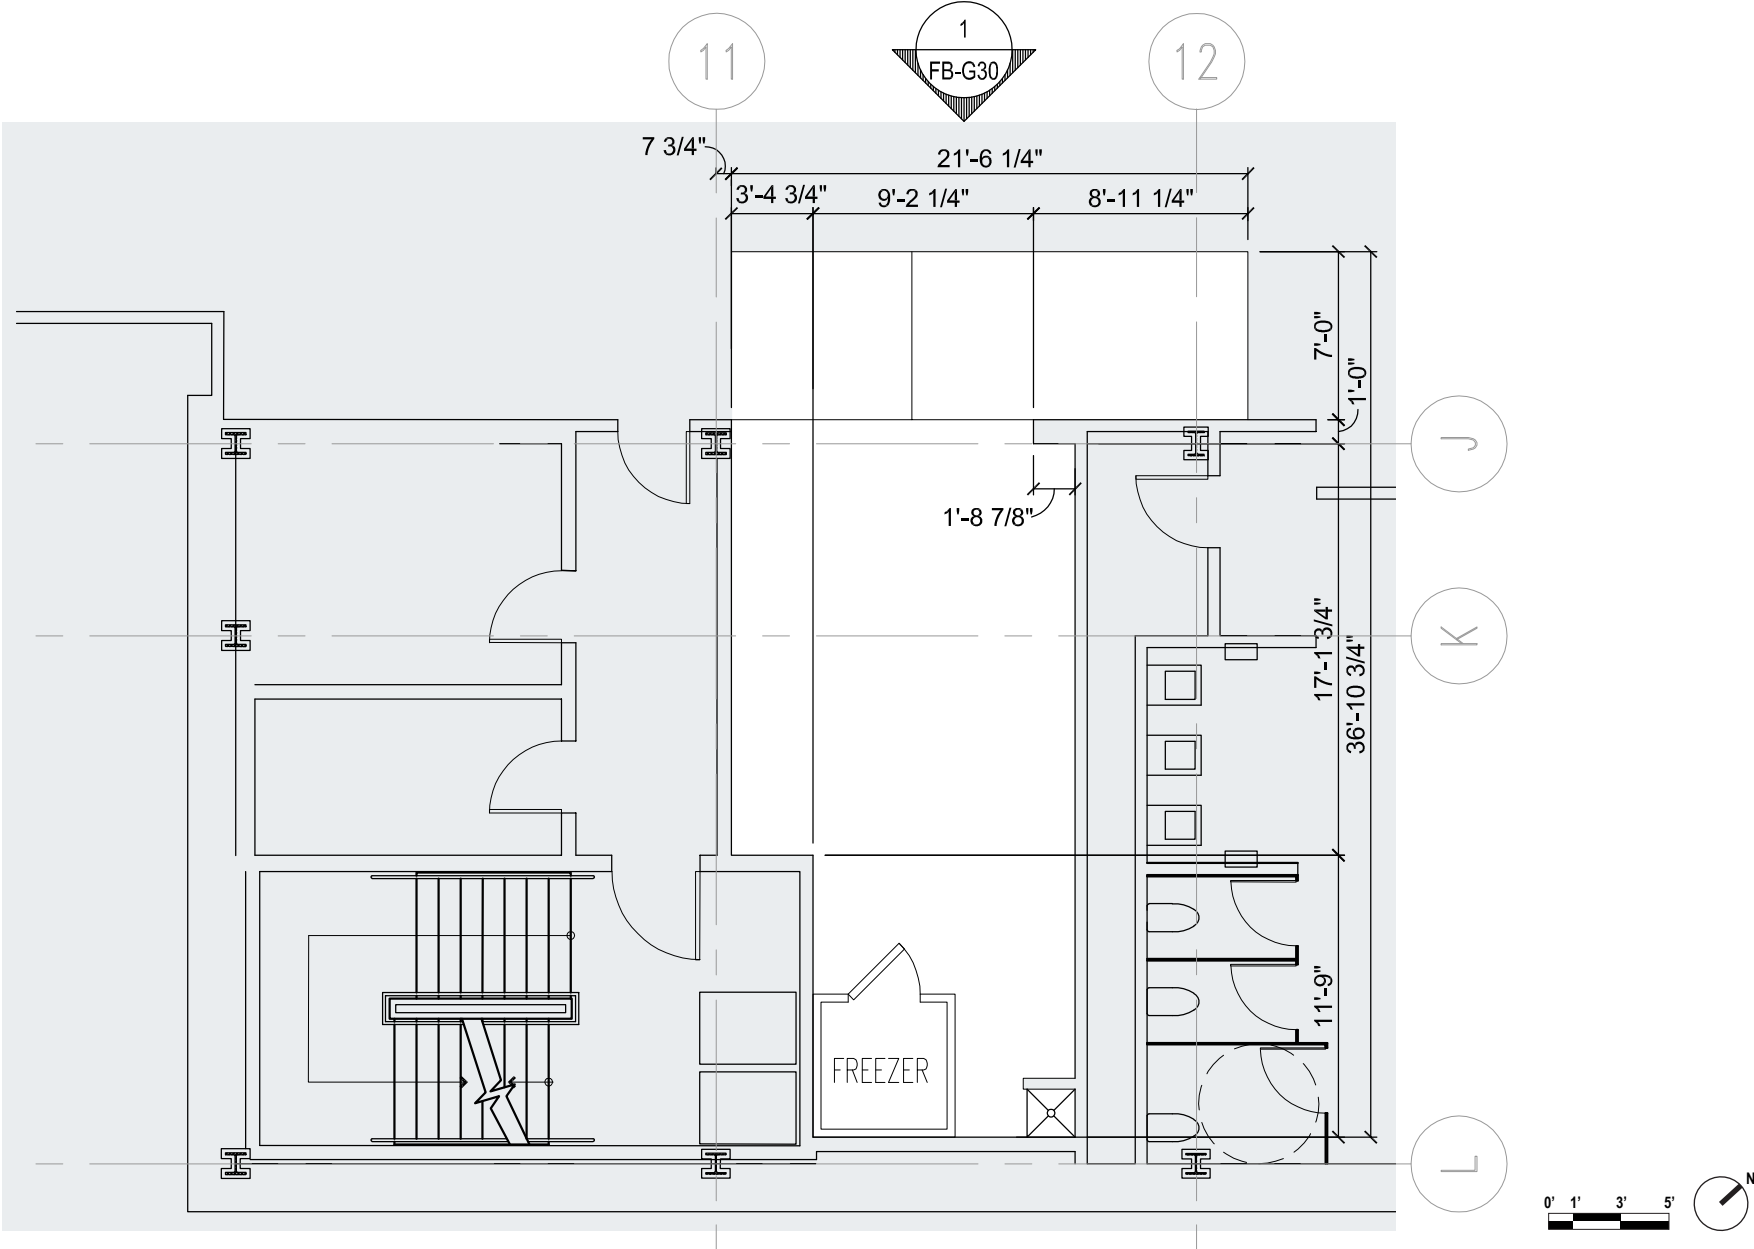 1
11
12
FB-G30
7 3/4"
21'-6 1/4"
3'-4 3/4"
9'-2 1/4"
8'-11 1/4"
7'-0"
1'-0"
J
1'-8 7/8"
17'-1 3/4"
K
36'-10 3/4"
11'-9"
FREEZER
L
N
0' 1' 3' 5'